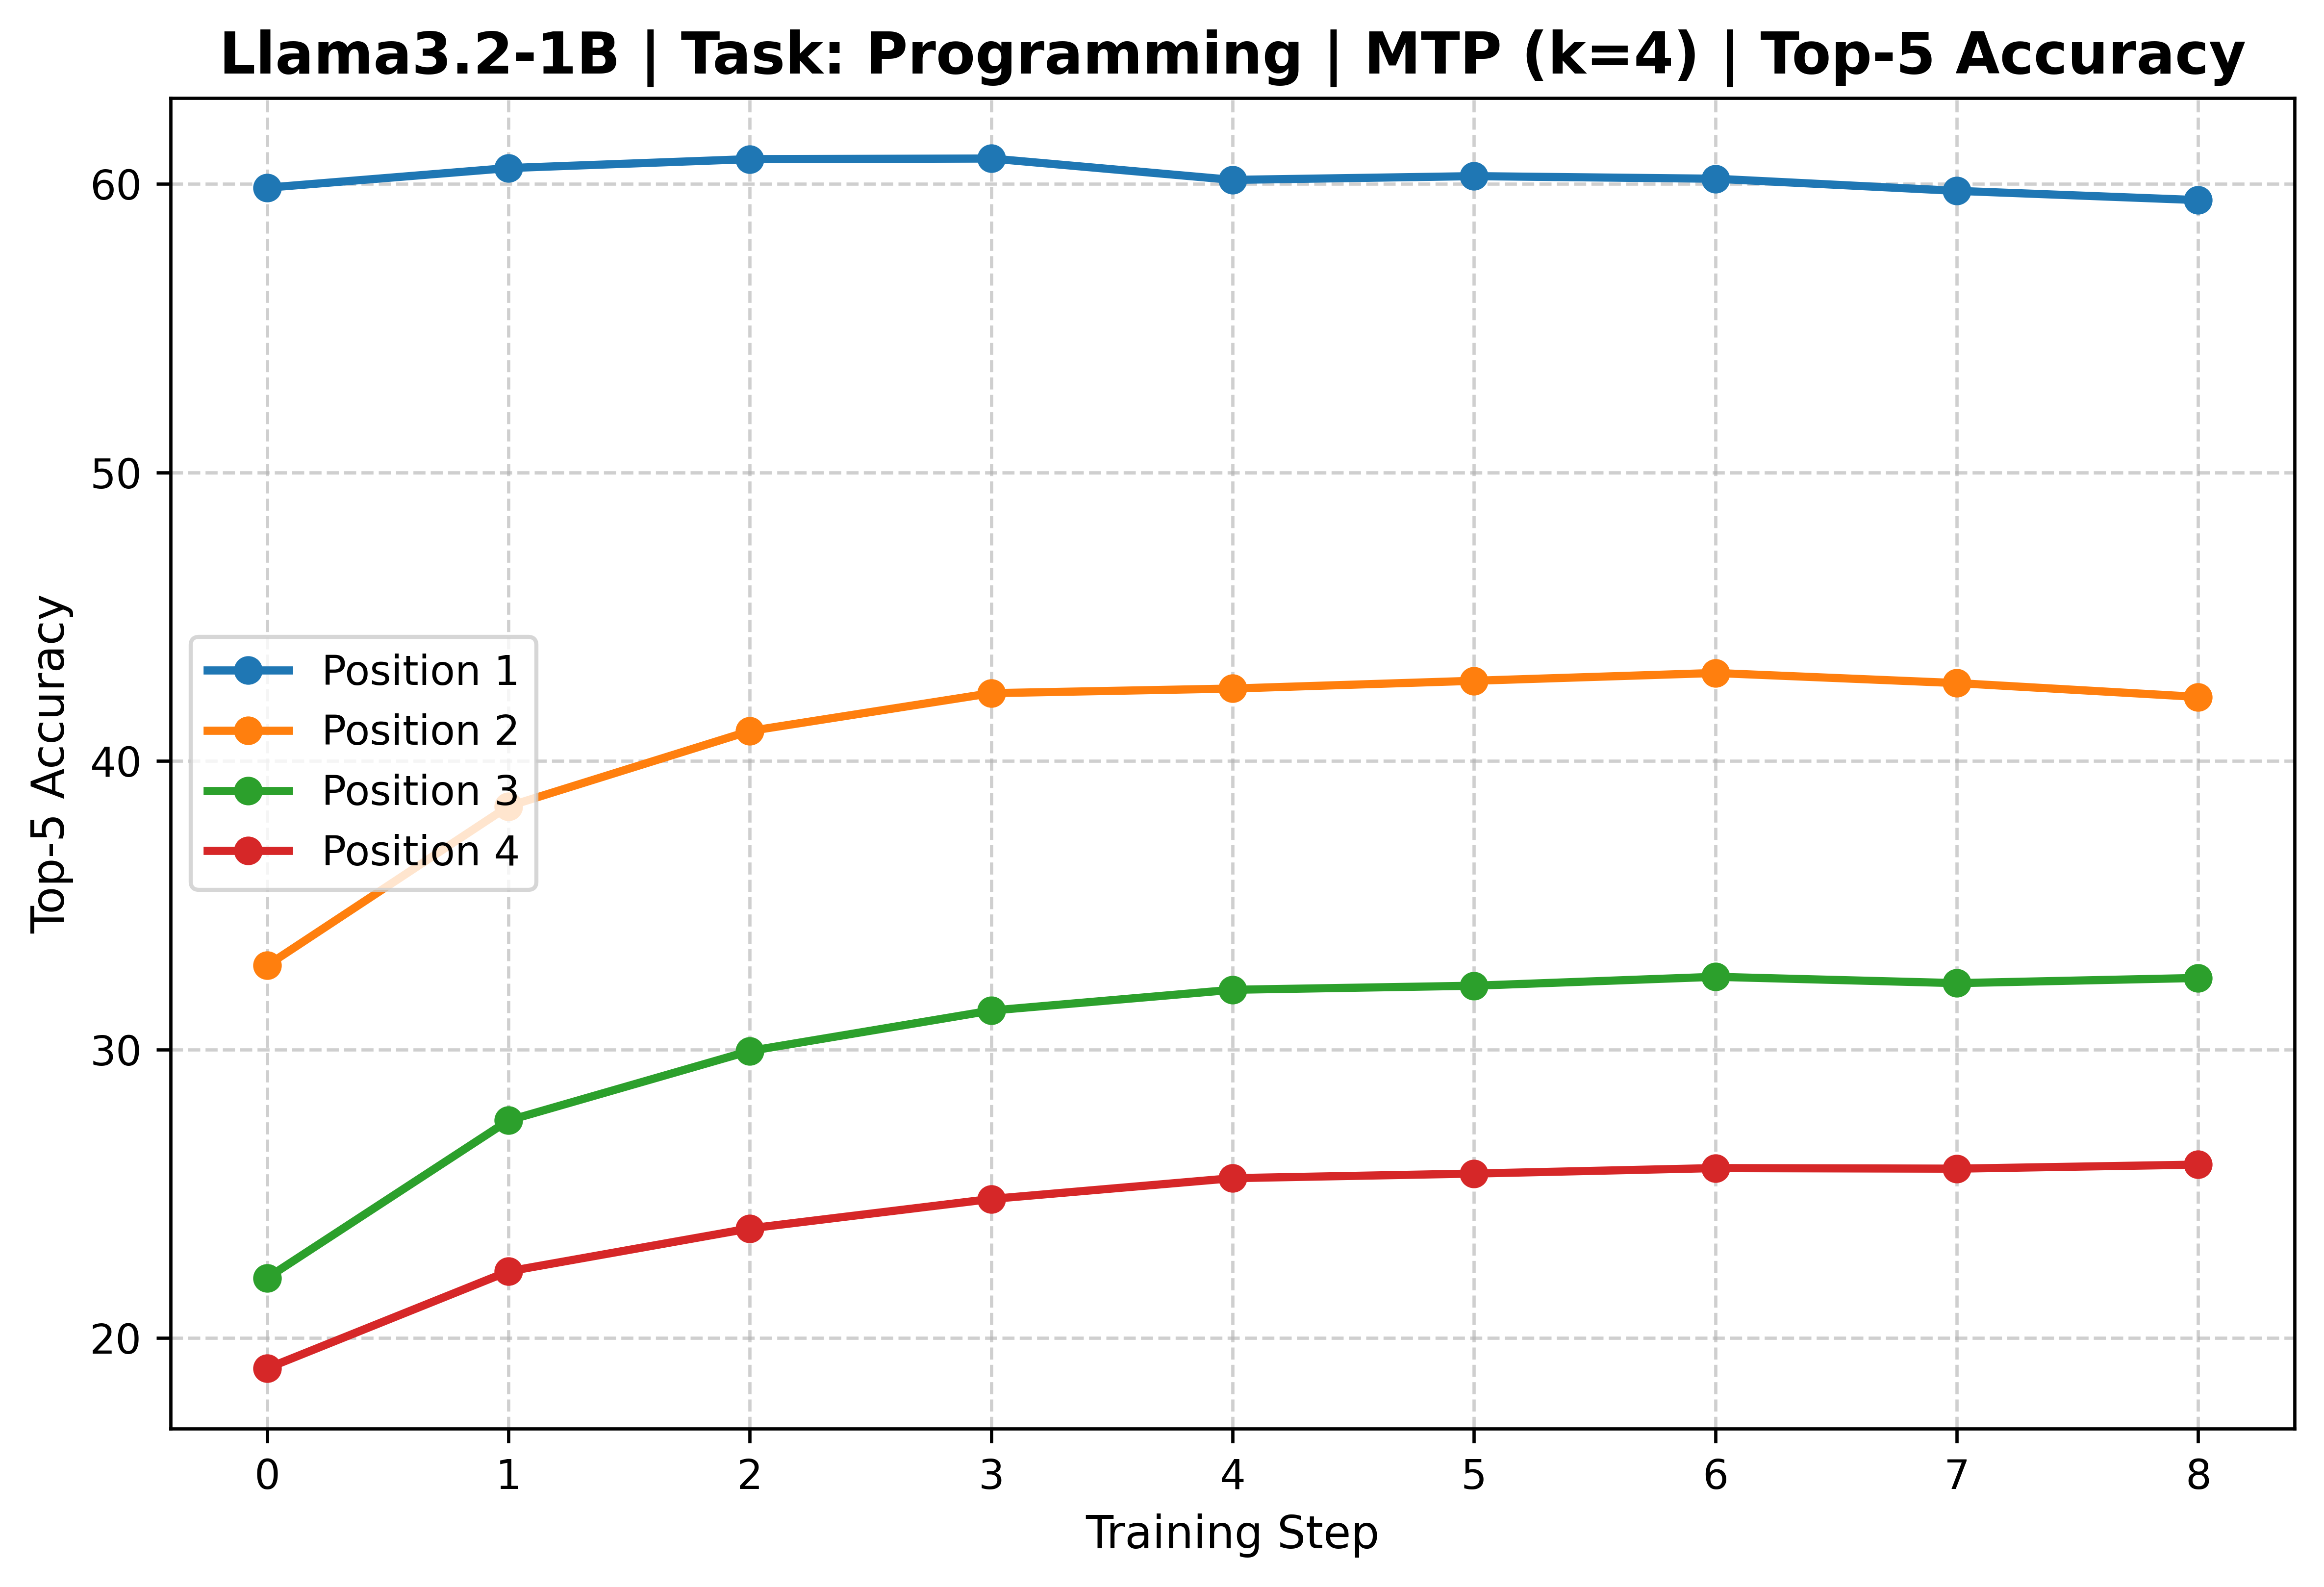 Llama3.2-1B | Task: Programming | MTP (k=4) | Top-5 Accuracy
60
50
40
30
20
Top-5 Accuracy
Position 1
Position 2
Position 3
Position 4
0 1 2 3 4 5 6 7 8
Training Step